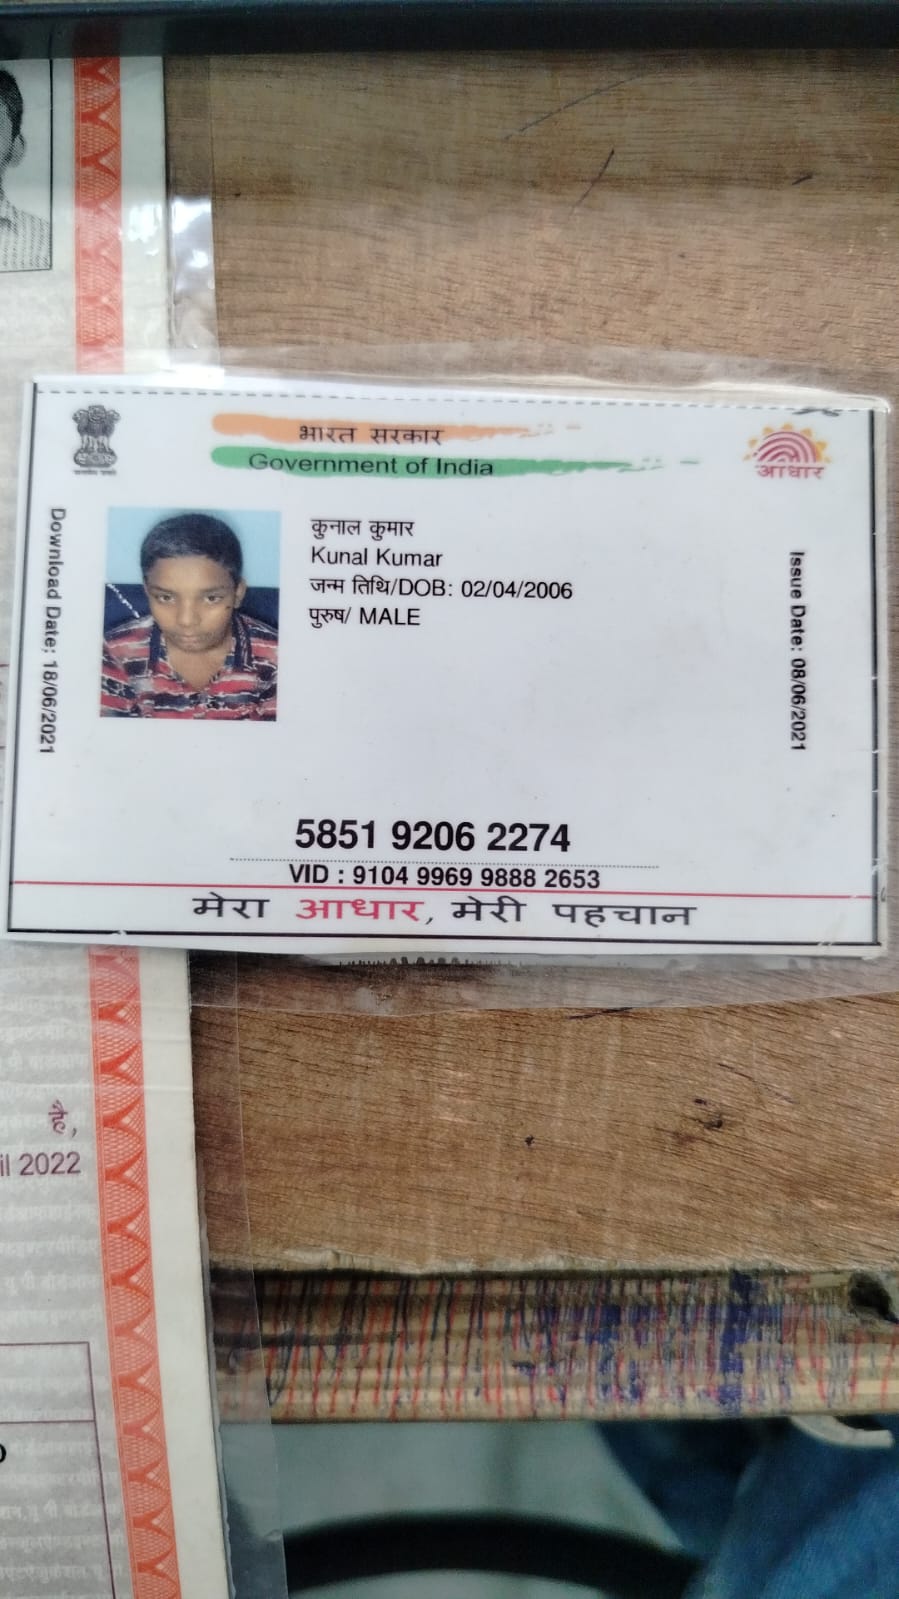 भारत सरकार
Government of India
आधार
Download Date: 18/06/2021
कुनाल कुमार
Kunal Kumar
जन्म तिथि/DOB: 02/04/2006
पुरुष/ MALE
Issue Date: 08/06/2021
5851 9206 2274
VID : 9104 9969 9888 2653
मेरा आधार, मेरी पहचान
2022